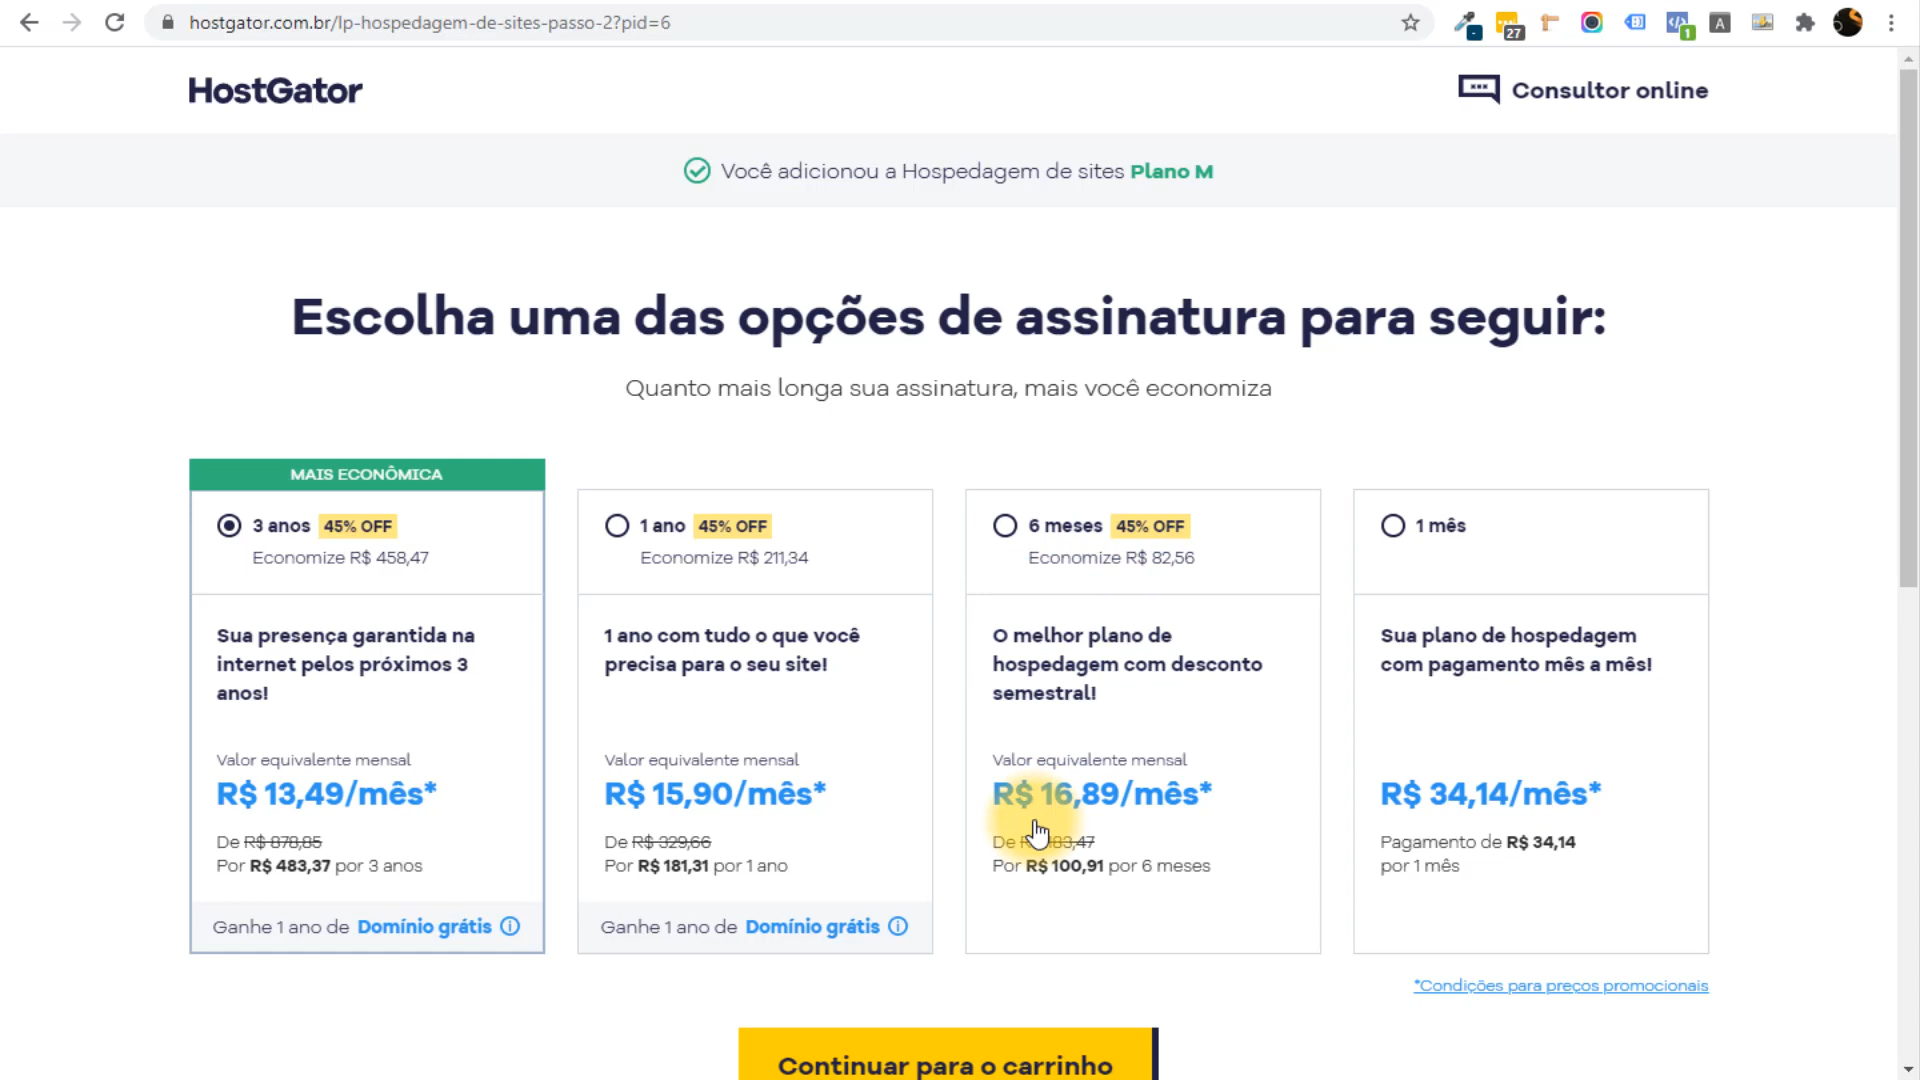 hostgator.com.br/lp-hospedagem-de-sites-passo-2?pid=6
27
1
A
HostGator
Consultor online
Você adicionou a Hospedagem de sites Plano M
Escolha uma das opções de assinatura para seguir:
Quanto mais longa sua assinatura, mais você economiza
MAIS ECONÔMICA
3 anos 45% OFF
Economize R$ 458,47
Sua presença garantida na
internet pelos próximos 3
anos!
Valor equivalente mensal
R$ 13,49/mês*
De R$ 878,85
Por R$ 483,37 por 3 anos
Ganhe 1 ano de Domínio grátis
1 ano 45% OFF
Economize R$ 211,34
1 ano com tudo o que você
precisa para o seu site!
Valor equivalente mensal
R$ 15,90/mês*
De R$ 329,66
Por R$ 181,31 por 1 ano
Ganhe 1 ano de Domínio grátis
6 meses 45% OFF
Economize R$ 82,56
O melhor plano de
hospedagem com desconto
semestral!
Valor equivalente mensal
R$ 16,89/mês*
De
Por R$ 100,91 por 6 meses
1 mês
Sua plano de hospedagem
com pagamento mês a mês!
R$ 34,14/mês*
Pagamento de R$ 34,14
por 1 mês
*Condições para preços promocionais
Continuar para o carrinho